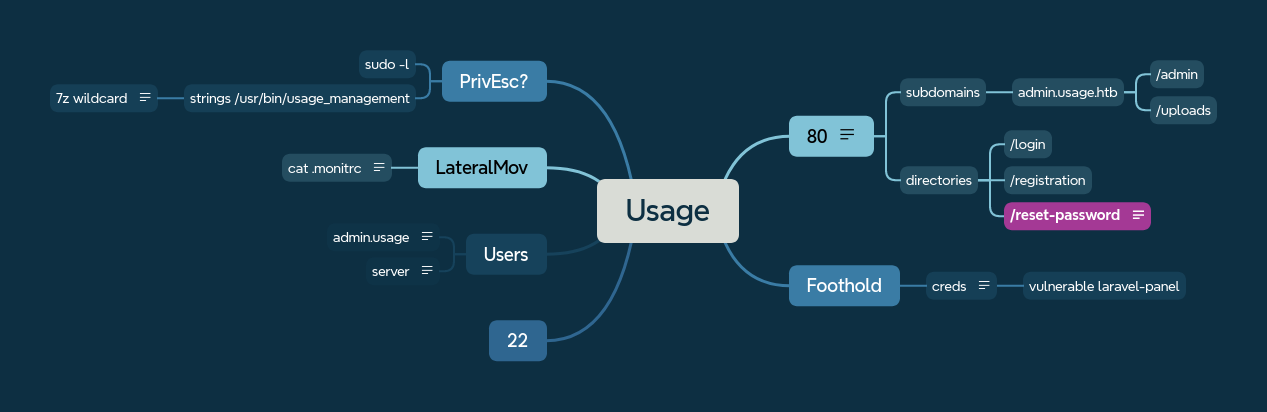 Usage
PrivEsc?
sudo -l
strings /usr/bin/usage_management
7z wildcard
LateralMov
cat .monitrc
Users
admin.usage
server
22
80
subdomains
admin.usage.htb
/admin
/uploads
directories
/login
/registration
/reset-password
Foothold
creds
vulnerable laravel-panel